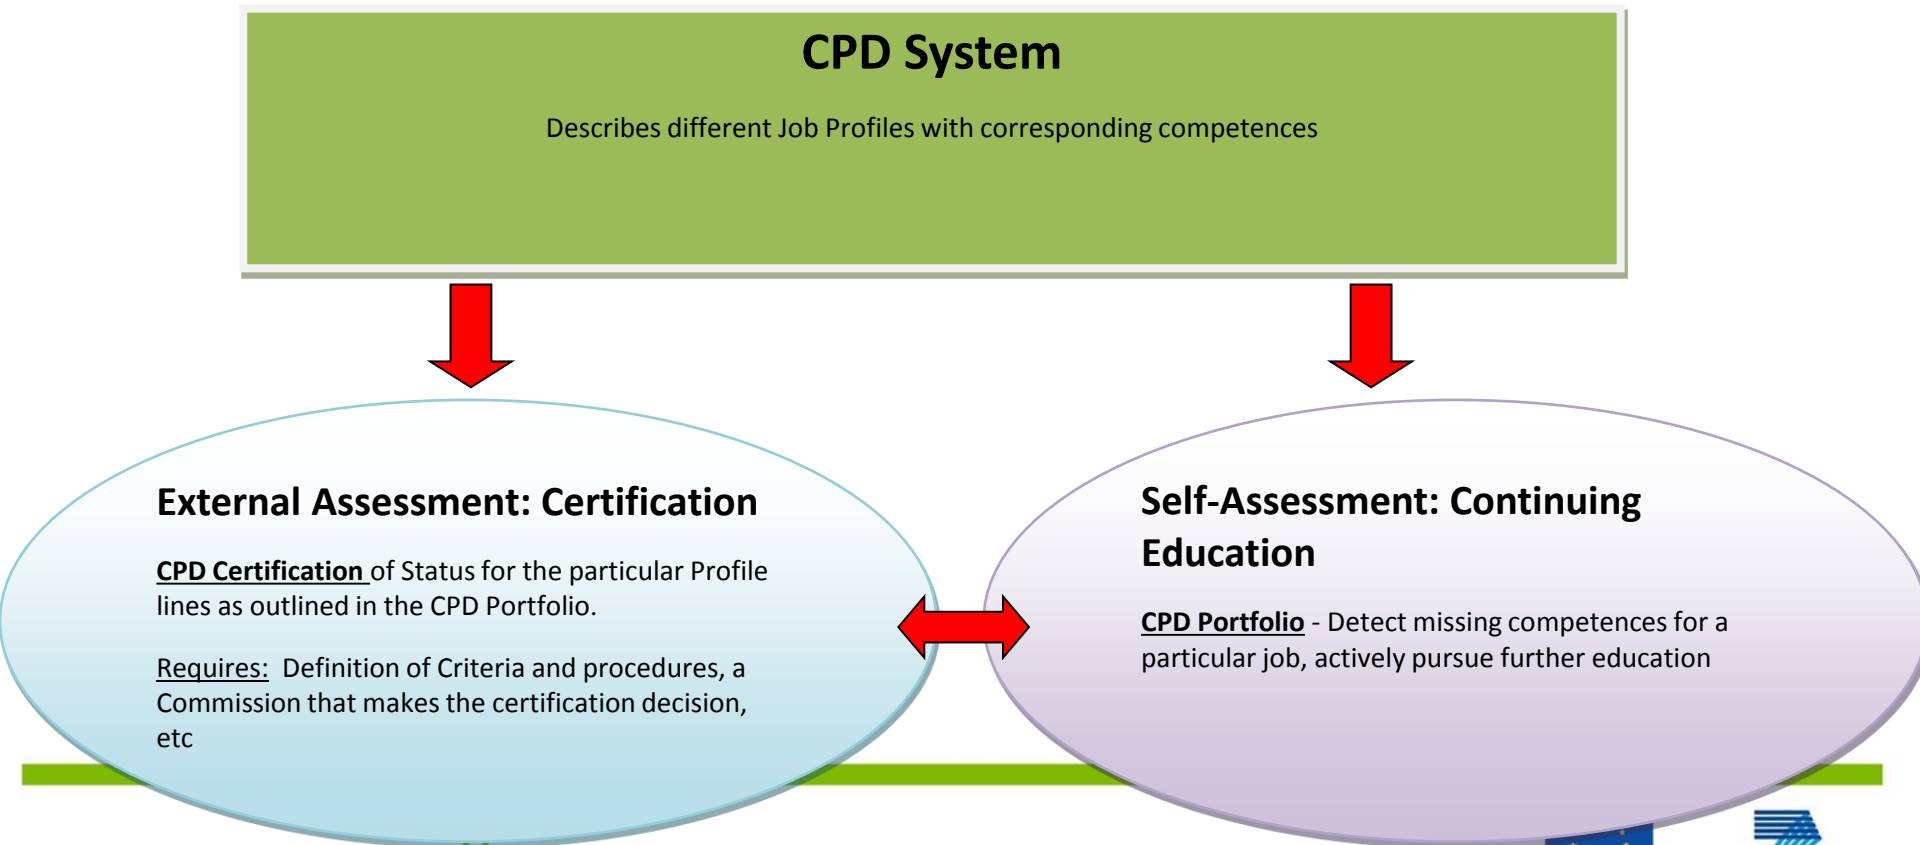 CPD System
Describes different Job Profiles with corresponding competences
External Assessment: Certification
CPD Certification of Status for the particular Profile
lines as outlined in the CPD Portfolio.
Requires: Definition of Criteria and procedures, a
Commission that makes the certification decision,
etc
Self-Assessment: Continuing
Education
CPD Portfolio - Detect missing competences for a
particular job, actively pursue further education